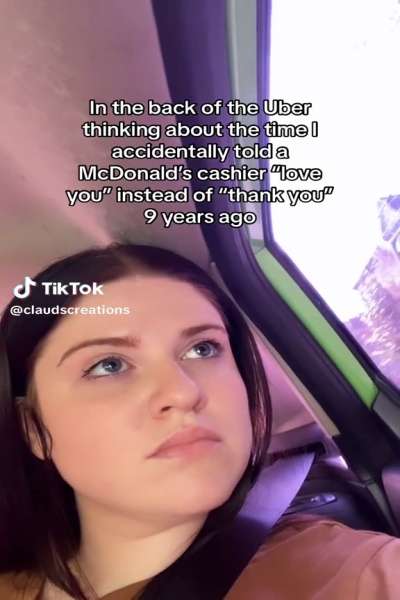 In the back of the Uber
thinking about the time I
accidentally told a
McDonald's cashier "love
you" instead of "thank you"
9 years ago
TikTok
@claudscreations